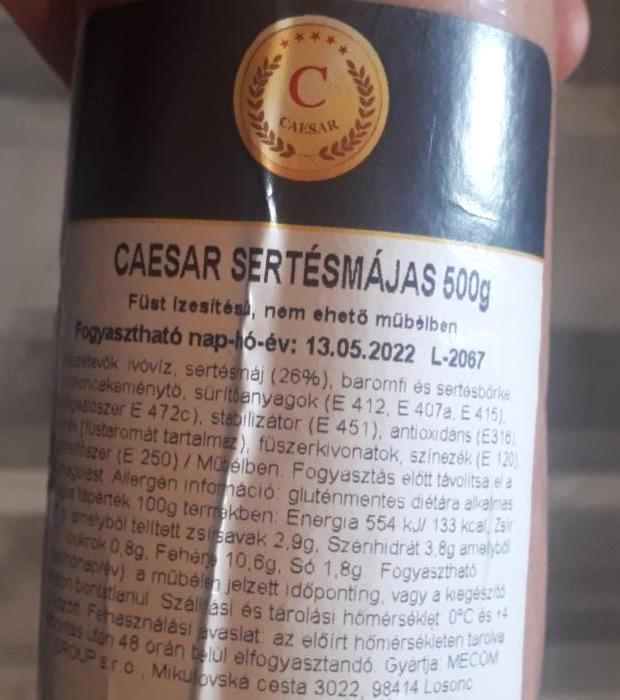 C
CAESAR
CAESAR SERTÉSMÁJAS 500g
Füst ízesítésű, nem ehető műbélben
Fogyasztható nap-hó-év: 13.05.2022 L-2067
ivóvíz, sertésmáj (26%), baromfi és sertésbőrke,
sűrítőanyagok (E 412, E 407a, E 415),
E 472c), stabilizátor (E 451), antioxidáns (E316),
(füstaromát tartalmaz), fűszerkivonatok, színezék (E 120)
(E 250) / Műbélben. Fogyasztás előtt távolítsa el a
Allergén információ: gluténmentes diétára alkalmas
tápérték 100g termékben: Energia 554 kJ/ 133 kcal, Zsír
amelyből telített zsírsavak 2,9g, Szénhidrát 3,8g amelyből
cukrok 0,8g, Fehérje 10,6g, Só 1,8g Fogyasztható
a műbélen jelzett időponting, vagy a kiegészítő
bontatlanul Szállítási és tárolási hőmérséklet 0°C és +4
Felhasználási javaslat: az előírt hőmérsékleten tárolva
után 48 órán belül elfogyasztandó. Gyártja: MECOM
GROUP s.r.o., Mikušovská cesta 3022, 98414 Losonc